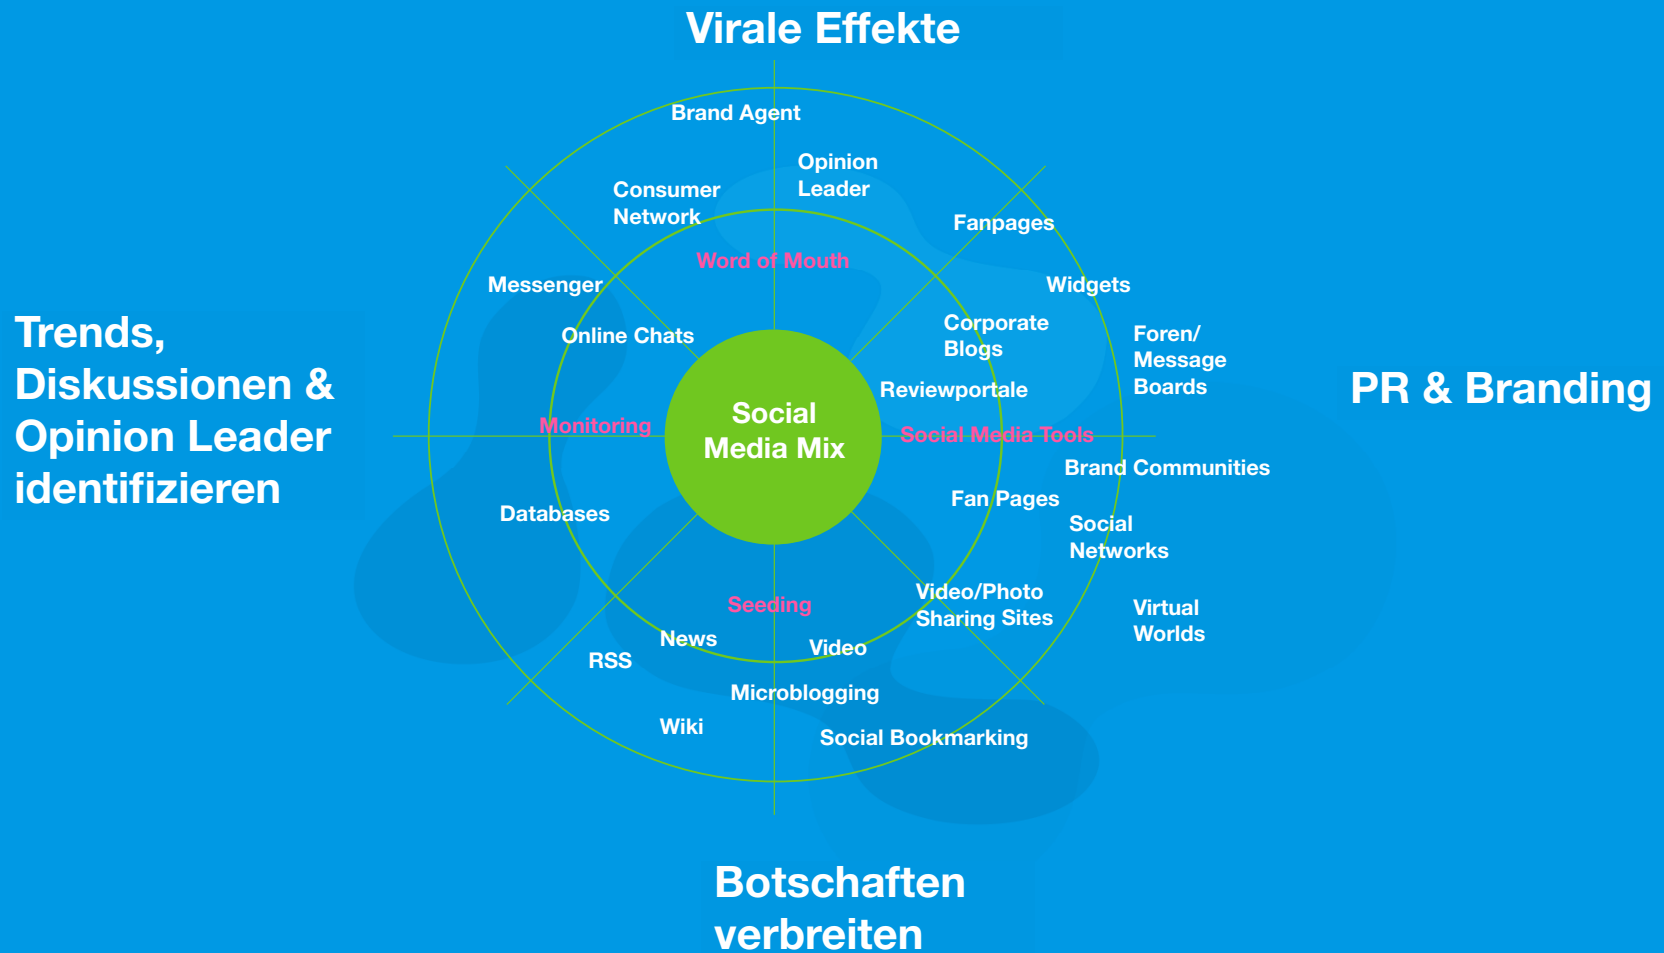 Virale Effekte
Brand Agent
Opinion
Leader
Consumer
Network
Fanpages
Word of Mouth
Messenger
Widgets
Online Chats
Corporate
Blogs
Foren/
Message
Boards
Trends,
Diskussionen &
Opinion Leader
identifizieren
Reviewportale
PR & Branding
Social
Media Mix
Monitoring
Social Media Tools
Brand Communities
Fan Pages
Databases
Social
Networks
Video/Photo
Sharing Sites
Virtual
Worlds
Seeding
News
Video
RSS
Microblogging
Wiki
Social Bookmarking
Botschaften
verbreiten